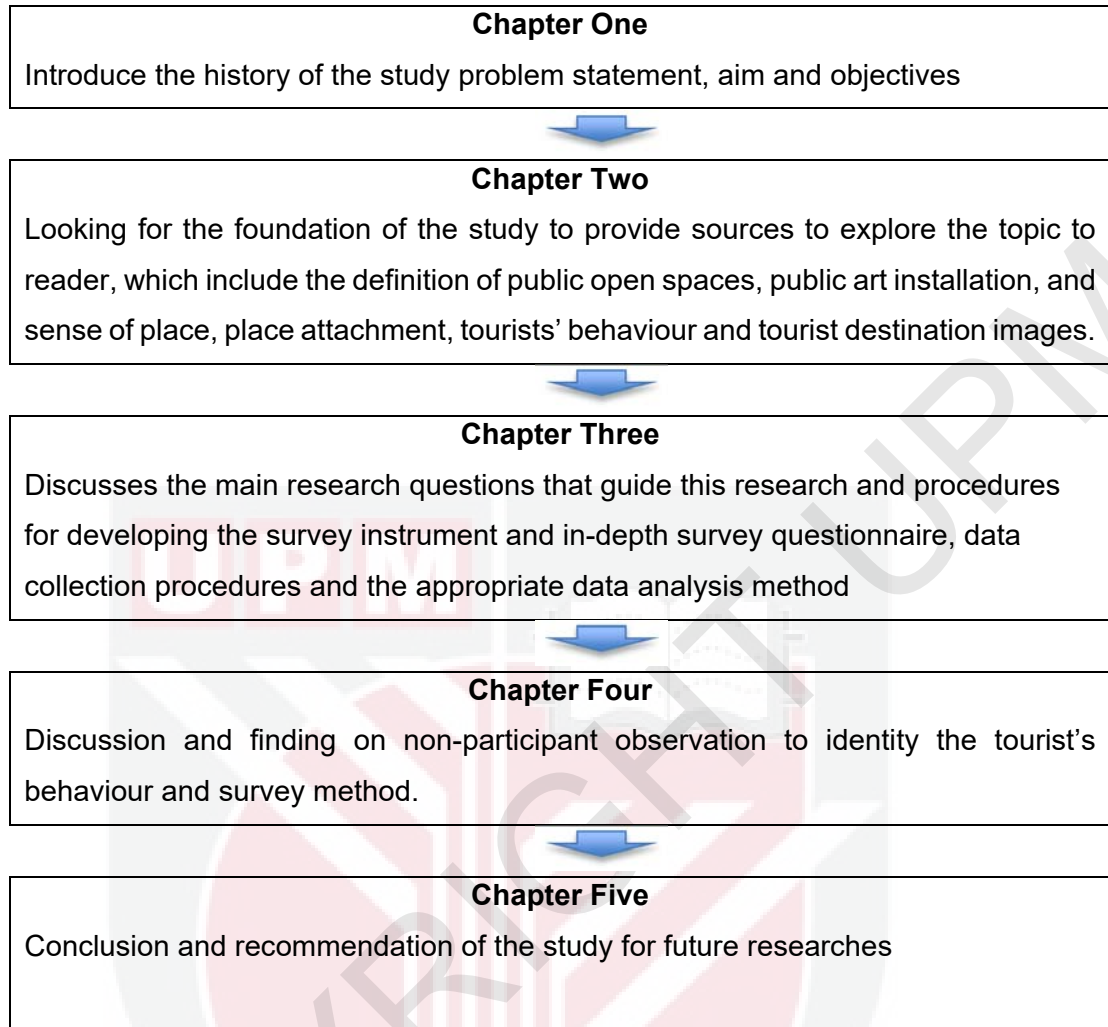 Chapter One
Introduce the history of the study problem statement, aim and objectives
Chapter Two
Looking for the foundation of the study to provide sources to explore the topic to
reader, which include the definition of public open spaces, public art installation, and
sense of place, place attachment, tourists’ behaviour and tourist destination images.
Chapter Three
Discusses the main research questions that guide this research and procedures
for developing the survey instrument and in-depth survey questionnaire, data
collection procedures and the appropriate data analysis method
UPM
Chapter Four
Discussion and finding on non-participant observation to identity the tourist’s
behaviour and survey method.
Chapter Five
Conclusion and recommendation of the study for future researches
YRIGHT UPM